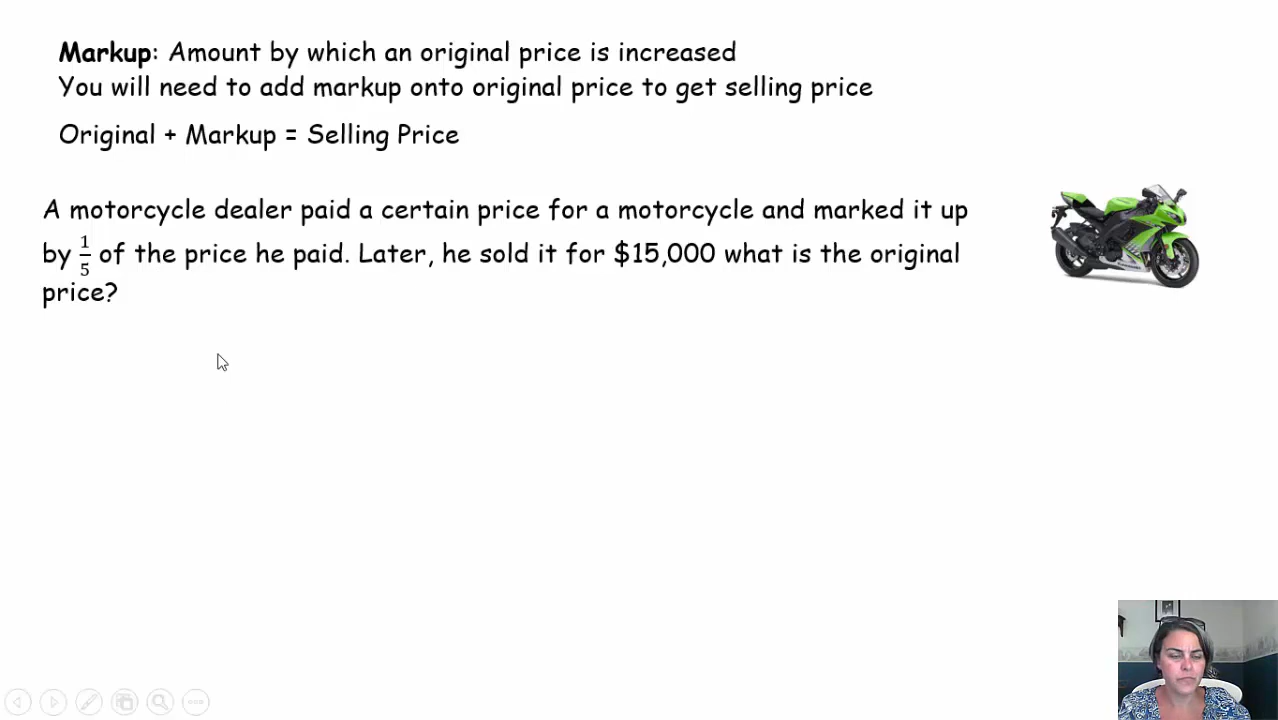 Markup: Amount by which an original price is increased
You will need to add markup onto original price to get selling price
Original + Markup = Selling Price
A motorcycle dealer paid a certain price for a motorcycle and marked it up
by 1/5 of the price he paid. Later, he sold it for $15,000 what is the original
price?